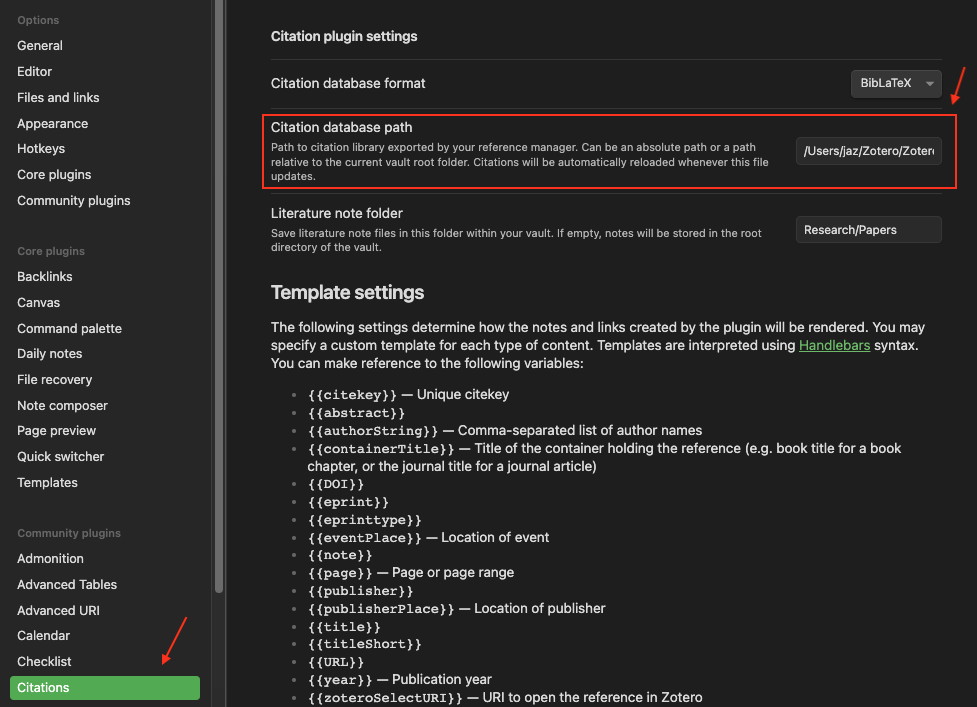 Options
General
Editor
Files and links
Appearance
Hotkeys
Core plugins
Community plugins
Core plugins
Backlinks
Canvas
Command palette
Daily notes
File recovery
Note composer
Page preview
Quick switcher
Templates
Community plugins
Admonition
Advanced Tables
Advanced URI
Calendar
Checklist
Citations
Citation plugin settings
Citation database format
BibLaTeX
Citation database path
Path to citation library exported by your reference manager. Can be an absolute path or a path
relative to the current vault root folder. Citations will be automatically reloaded whenever this file
updates.
/Users/jaz/Zotero/Zoter
Literature note folder
Save literature note files in this folder within your vault. If empty, notes will be stored in the root
directory of the vault.
Research/Papers
Template settings
The following settings determine how the notes and links created by the plugin will be rendered. You may
specify a custom template for each type of content. Templates are interpreted using Handlebars syntax.
You can make reference to the following variables:
• {{citekey}} — Unique citekey
• {{abstract}}
• {{authorString}} — Comma-separated list of author names
• {{containerTitle}} — Title of the container holding the reference (e.g. book title for a book
chapter, or the journal title for a journal article)
• {{DOI}}
• {{eprint}}
• {{eprinttype}}
• {{eventPlace}} — Location of event
• {{note}}
• {{page}} — Page or page range
• {{publisher}}
• {{publisherPlace}} — Location of publisher
• {{title}}
• {{titleShort}}
• {{URL}}
• {{year}} — Publication year
• {{zoteroSelectURI}} — URI to open the reference in Zotero